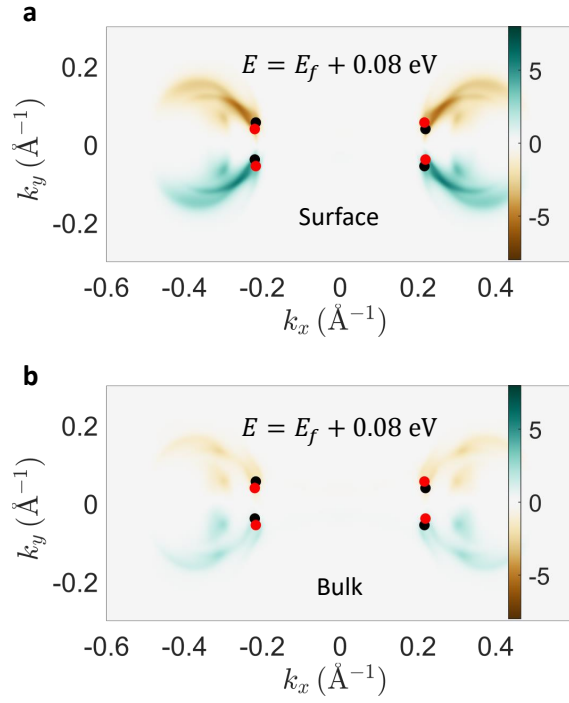 a
E = E_f + 0.08 eV
0.2
0
-0.2
k_y (Å⁻¹)
Surface
-0.6 -0.4 -0.2 0 0.2 0.4
k_x (Å⁻¹)
5
0
-5
b
E = E_f + 0.08 eV
0.2
0
-0.2
k_y (Å⁻¹)
Bulk
-0.6 -0.4 -0.2 0 0.2 0.4
k_x (Å⁻¹)
5
0
-5